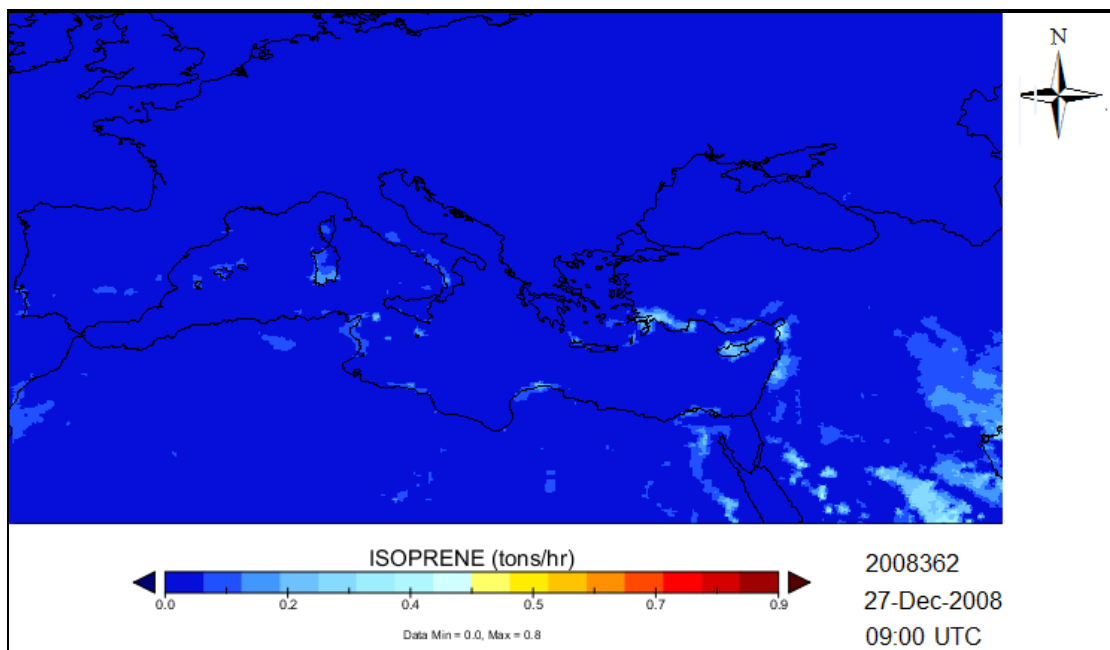 N
ISOPRENE (tons/hr)
0.0 0.2 0.4 0.5 0.7 0.9
Data Min = 0.0, Max = 0.8
2008362
27-Dec-2008
09:00 UTC